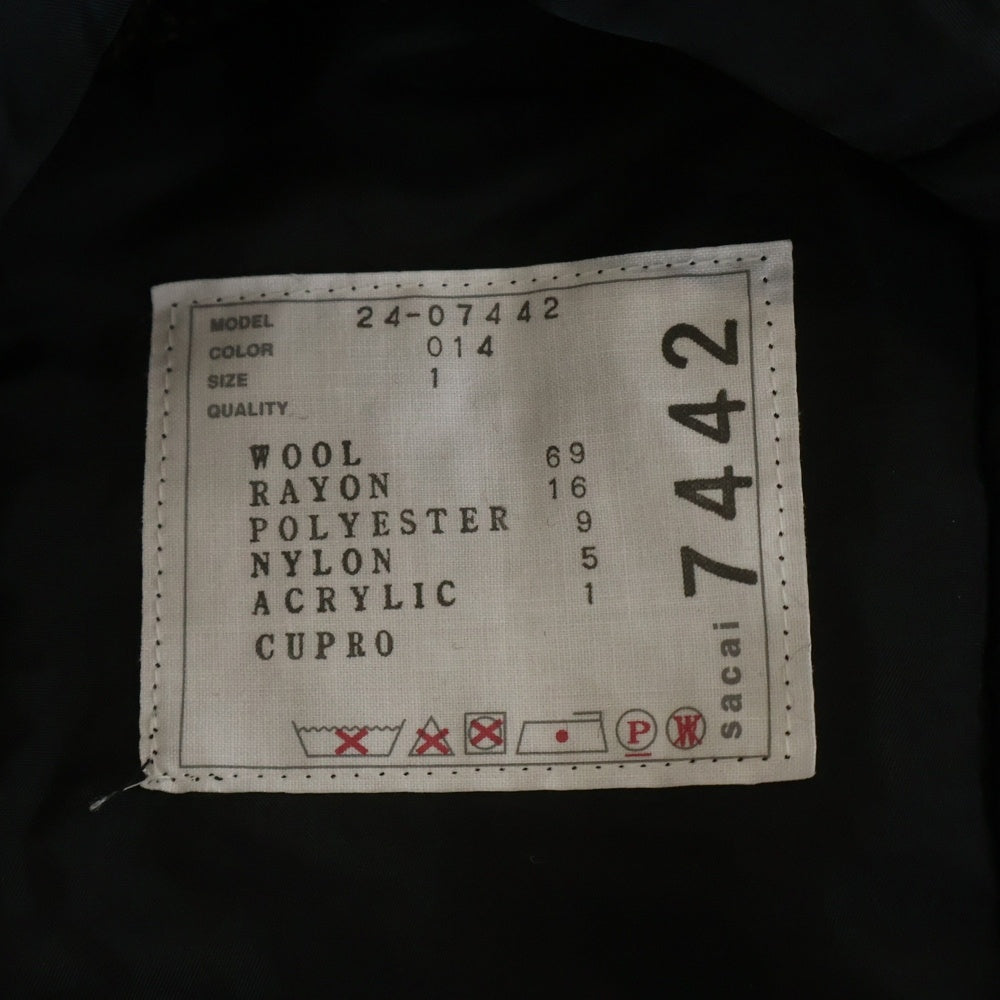 MODEL 24-07442
COLOR 014
SIZE 1
QUALITY
WOOL 69
RAYON 16
POLYESTER 9
NYLON 5
ACRYLIC 1
CUPRO
P W
sacai 7442